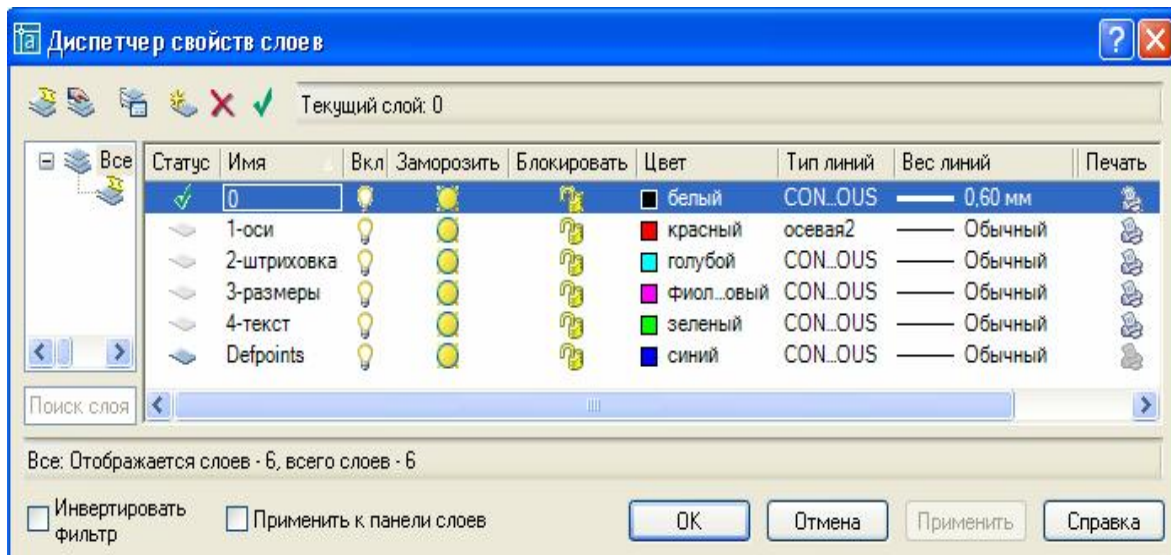 Диспетчер свойств слоев
Текущий слой: 0
Все
Статус Имя Вкл Заморозить Блокировать Цвет Тип линий Вес линий Печать
0 белый CON...OUS 0,60 мм
1-оси красный осевая2 Обычный
2-штриховка голубой CON...OUS Обычный
3-размеры фиол...овый CON...OUS Обычный
4-текст зеленый CON...OUS Обычный
Defpoints синий CON...OUS Обычный
Поиск слоя
Все: Отображается слоев - 6, всего слоев - 6
Инвертировать фильтр
Применить к панели слоев
OK Отмена Применить Справка